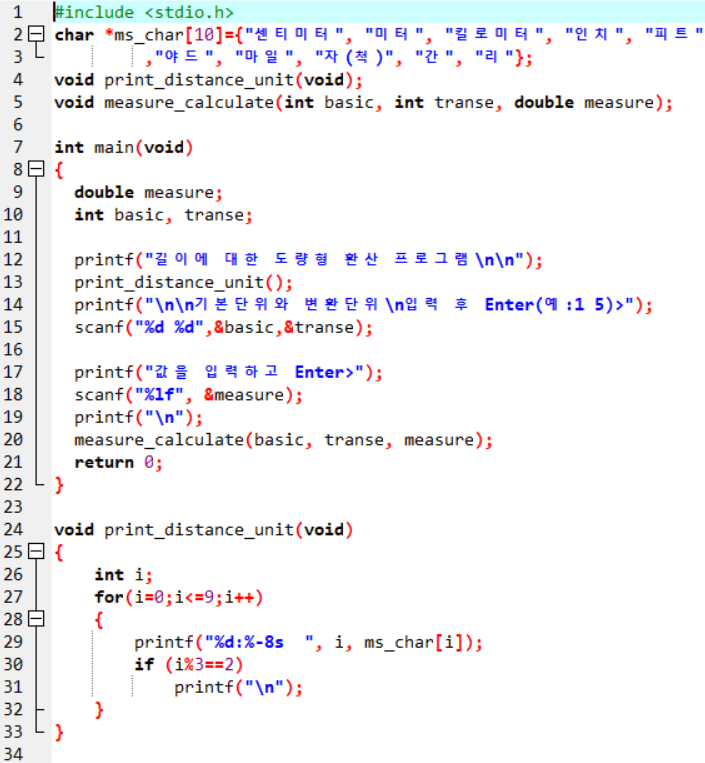 1 #include <stdio.h>
2 char *ms_char[10]={"센티미터", "미터", "킬로미터", "인치", "피트"
3 ,"야드", "마일", "자(척)", "간", "리"};
4 void print_distance_unit(void);
5 void measure_calculate(int basic, int transe, double measure);
6
7 int main(void)
8 {
9 double measure;
10 int basic, transe;
11
12 printf("길이에 대한 도량형 환산 프로그램\n\n");
13 print_distance_unit();
14 printf("\n\n기본단위와 변환단위\n입력 후 Enter(예:1 5)>");
15 scanf("%d %d",&basic,&transe);
16
17 printf("값을 입력하고 Enter>");
18 scanf("%lf", &measure);
19 printf("\n");
20 measure_calculate(basic, transe, measure);
21 return 0;
22 }
23
24 void print_distance_unit(void)
25 {
26 int i;
27 for(i=0;i<=9;i++)
28 {
29 printf("%d:%-8s  ", i, ms_char[i]);
30 if (i%3==2)
31 printf("\n");
32 }
33 }
34